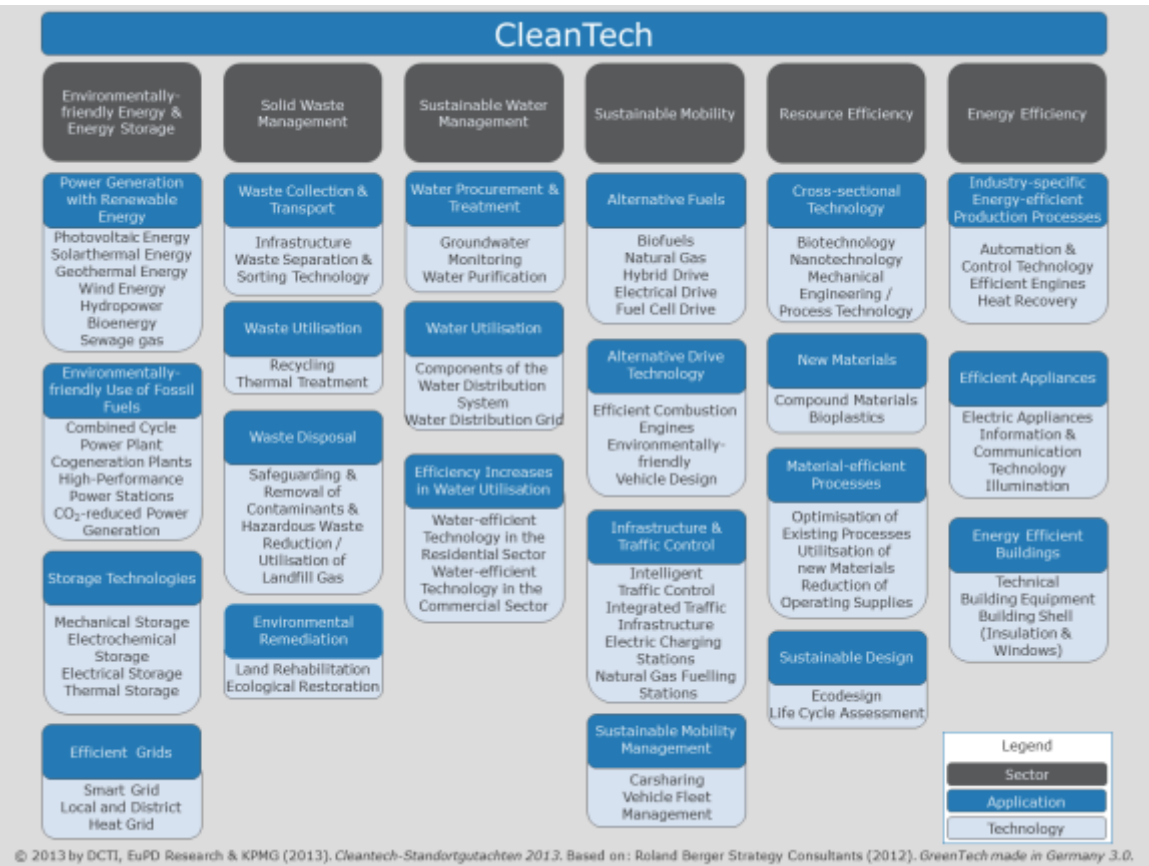 CleanTech
Environmentally-
friendly Energy &
Energy Storage
Power Generation
with Renewable
Energy
Photovoltaic Energy
Solarthermal Energy
Geothermal Energy
Wind Energy
Hydropower
Bioenergy
Sewage gas
Environmentally-
friendly Use of Fossil
Fuels
Combined Cycle
Power Plant
Cogeneration Plants
High-Performance
Power Stations
CO₂-reduced Power
Generation
Storage Technologies
Mechanical Storage
Electrochemical
Storage
Electrical Storage
Thermal Storage
Efficient Grids
Smart Grid
Local and District
Heat Grid
Solid Waste
Management
Waste Collection &
Transport
Infrastructure
Waste Separation &
Sorting Technology
Waste Utilisation
Recycling
Thermal Treatment
Waste Disposal
Safeguarding &
Removal of
Contaminants &
Hazardous Waste
Reduction /
Utilisation of
Landfill Gas
Environmental
Remediation
Land Rehabilitation
Ecological Restoration
Sustainable Water
Management
Water Procurement &
Treatment
Groundwater
Monitoring
Water Purification
Water Utilisation
Components of the
Water Distribution
System
Water Distribution Grid
Efficiency Increases
in Water Utilisation
Water-efficient
Technology in the
Residential Sector
Water-efficient
Technology in the
Commercial Sector
Sustainable Mobility
Alternative Fuels
Biofuels
Natural Gas
Hybrid Drive
Electrical Drive
Fuel Cell Drive
Alternative Drive
Technology
Efficient Combustion
Engines
Environmentally-
friendly
Vehicle Design
Infrastructure &
Traffic Control
Intelligent
Traffic Control
Integrated Traffic
Infrastructure
Electric Charging
Stations
Natural Gas Fuelling
Stations
Sustainable Mobility
Management
Carsharing
Vehicle Fleet
Management
Resource Efficiency
Cross-sectional
Technology
Biotechnology
Nanotechnology
Mechanical
Engineering /
Process Technology
New Materials
Compound Materials
Bioplastics
Material-efficient
Processes
Optimisation of
Existing Processes
Utilitsation of
new Materials
Reduction of
Operating Supplies
Sustainable Design
Ecodesign
Life Cycle Assessment
Energy Efficiency
Industry-specific
Energy-efficient
Production Processes
Automation &
Control Technology
Efficient Engines
Heat Recovery
Efficient Appliances
Electric Appliances
Information &
Communication
Technology
Illumination
Energy Efficient
Buildings
Technical
Building Equipment
Building Shell
(Insulation &
Windows)
Legend
Sector
Application
Technology
© 2013 by DCTI, EuPD Research & KPMG (2013). Cleantech-Standortgutachten 2013. Based on: Roland Berger Strategy Consultants (2012). GreenTech made in Germany 3.0.